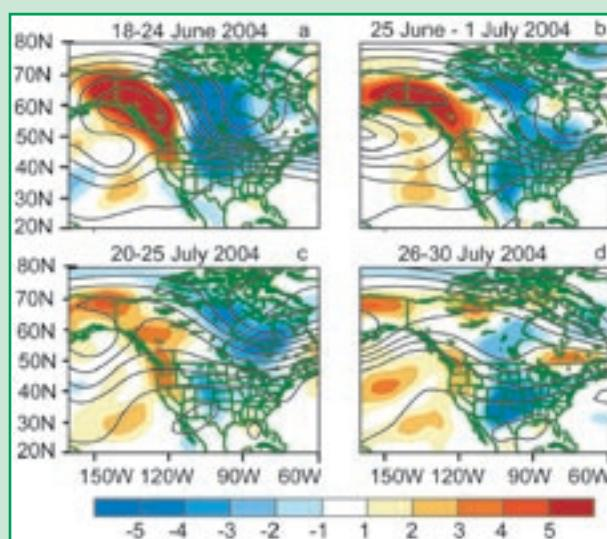 18-24 June 2004 a
25 June - 1 July 2004 b
80N
70N
60N
50N
40N
30N
20N
20-25 July 2004 c
26-30 July 2004 d
80N
70N
60N
50N
40N
30N
20N
150W 120W 90W 60W 150W 120W 90W 60W
-5 -4 -3 -2 -1 1 2 3 4 5